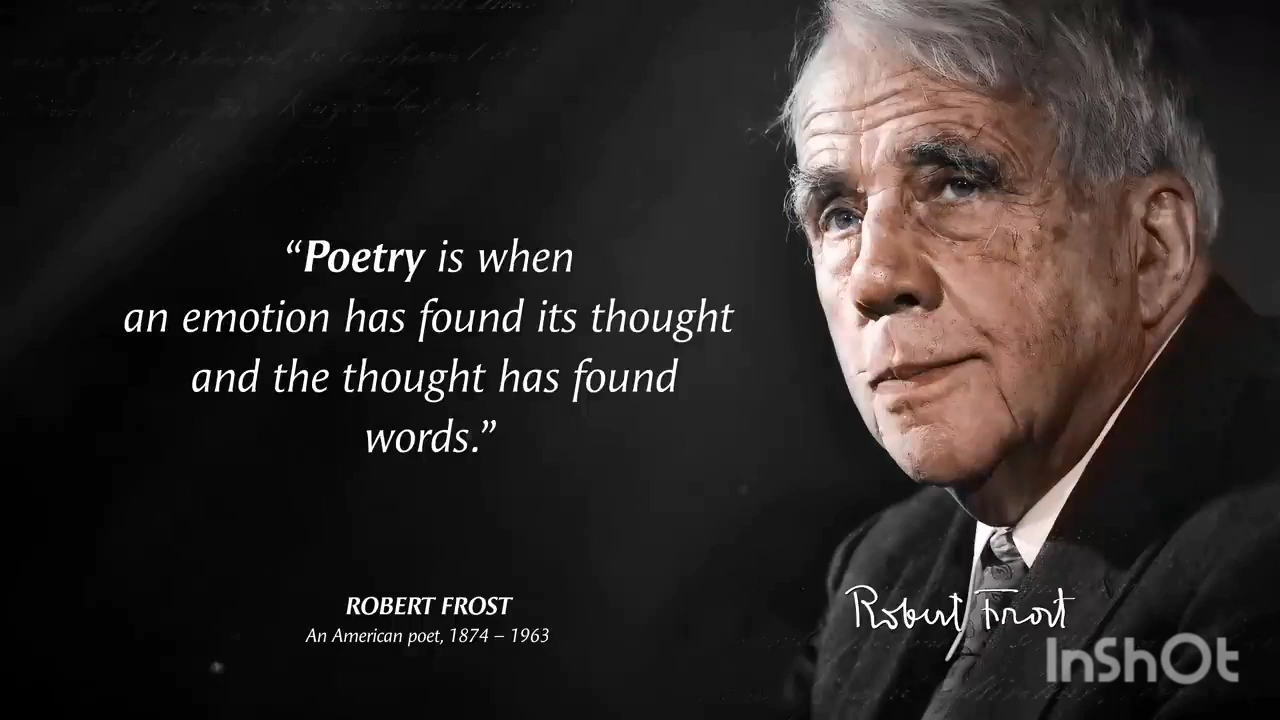 “Poetry is when
an emotion has found its thought
and the thought has found
words.”
ROBERT FROST
An American poet, 1874 – 1963
Robert Frost
InShOt